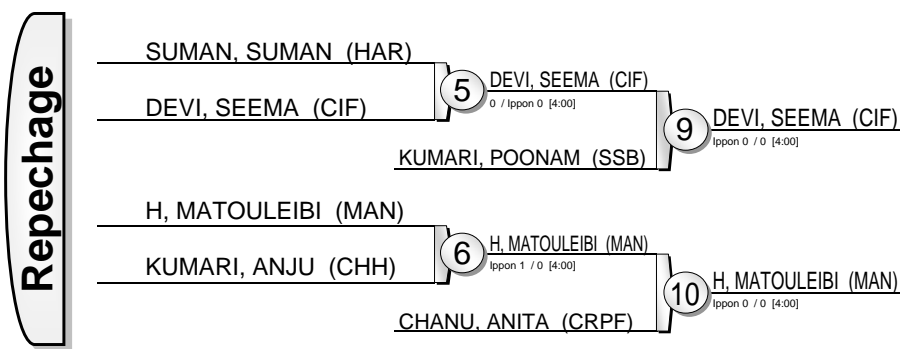 Repechage
SUMAN, SUMAN (HAR)
DEVI, SEEMA (CIF)
5
DEVI, SEEMA (CIF)
0 / Ippon 0 [4:00]
KUMARI, POONAM (SSB)
9
DEVI, SEEMA (CIF)
Ippon 0 / 0 [4:00]
H, MATOULEIBI (MAN)
KUMARI, ANJU (CHH)
6
H, MATOULEIBI (MAN)
Ippon 1 / 0 [4:00]
CHANU, ANITA (CRPF)
10
H, MATOULEIBI (MAN)
Ippon 0 / 0 [4:00]